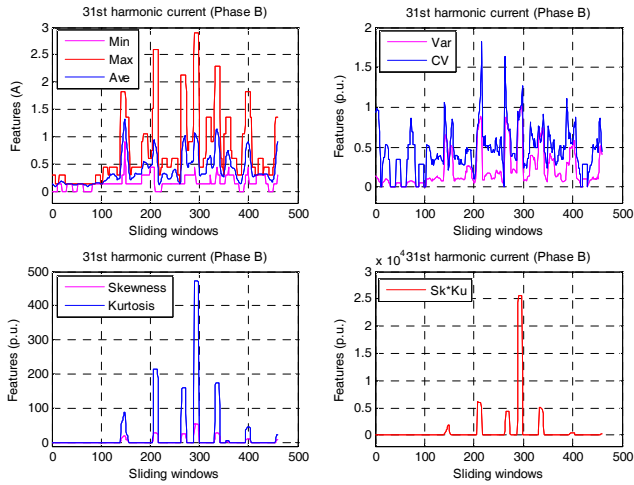 31st harmonic current (Phase B)
Features (A)
3
2.5
2
1.5
1
0.5
0
Min
Max
Ave
0 100 200 300 400 500
Sliding windows
31st harmonic current (Phase B)
Features (p.u.)
2
1.5
1
0.5
0
Var
CV
0 100 200 300 400 500
Sliding windows
31st harmonic current (Phase B)
Features (p.u.)
500
400
300
200
100
0
Skewness
Kurtosis
0 100 200 300 400 500
Sliding windows
x 10^4
31st harmonic current (Phase B)
Features (p.u.)
3
2.5
2
1.5
1
0.5
0
Sk*Ku
0 100 200 300 400 500
Sliding windows